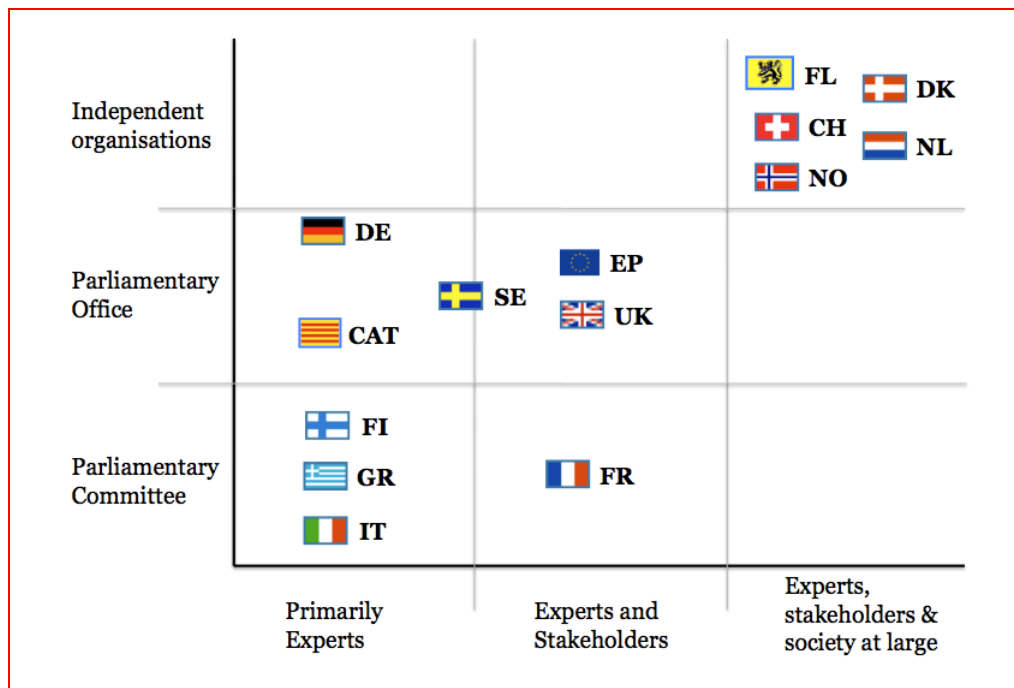 Independent
organisations
FL
DK
CH
NL
NO
Parliamentary
Office
DE
EP
SE
UK
CAT
Parliamentary
Committee
FI
GR
FR
IT
Primarily
Experts
Experts and
Stakeholders
Experts,
stakeholders &
society at large